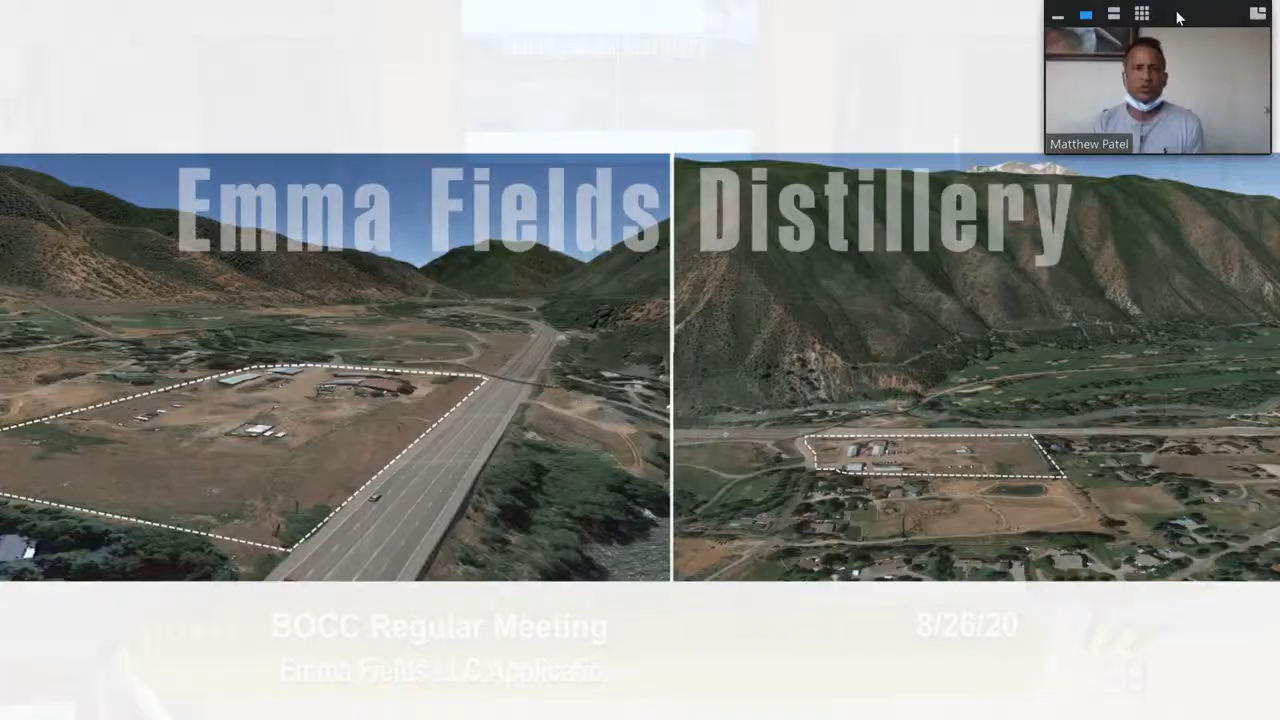 Matthew Patel
Emma Fields Distillery
BOCC Regular Meeting
8/26/20
Emma Fields LLC Application